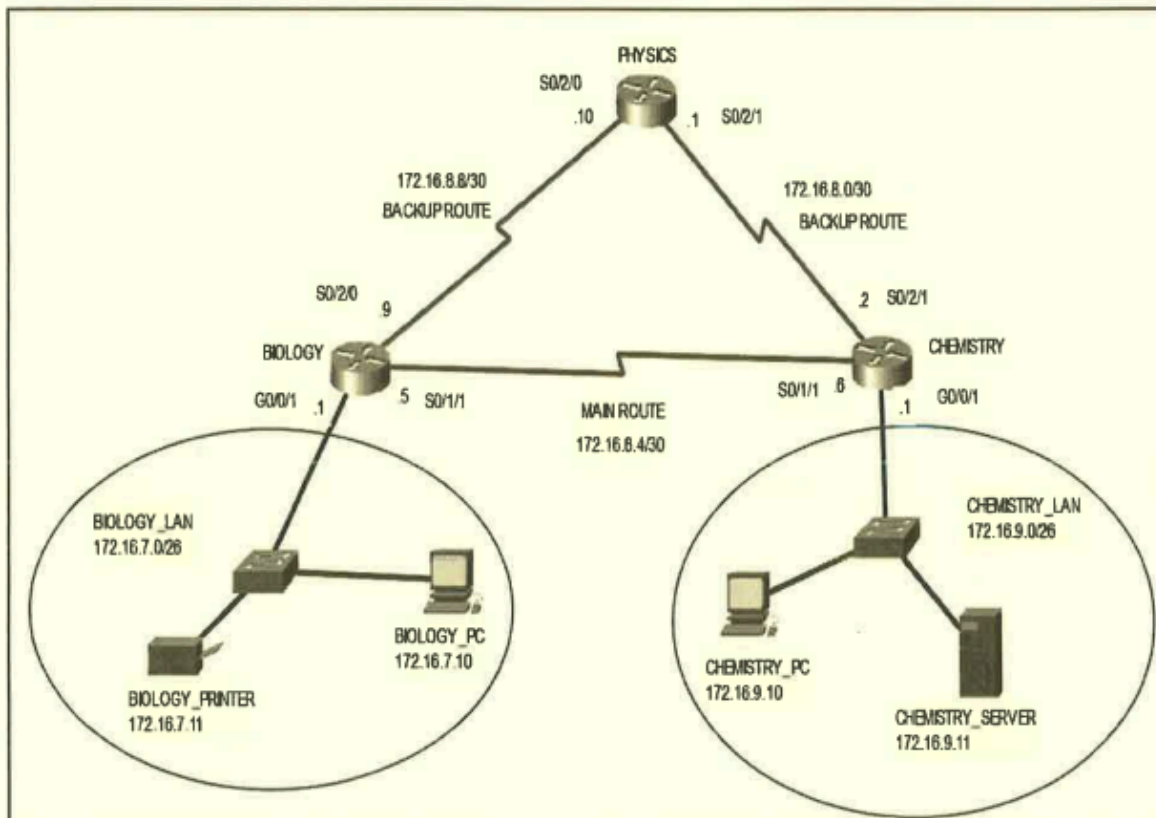 PHYSICS
S0/2/0
.10
.1
S0/2/1
172.16.8.8/30
BACKUP ROUTE
172.16.8.0/30
BACKUP ROUTE
S0/2/0
.9
.2
S0/2/1
BIOLOGY
CHEMISTRY
G0/0/1
.1
.5
S0/1/1
S0/1/1
.6
.1
G0/0/1
MAIN ROUTE
172.16.8.4/30
BIOLOGY_LAN
172.16.7.0/26
CHEMISTRY_LAN
172.16.9.0/26
BIOLOGY_PC
172.16.7.10
BIOLOGY_PRINTER
172.16.7.11
CHEMISTRY_PC
172.16.9.10
CHEMISTRY_SERVER
172.16.9.11